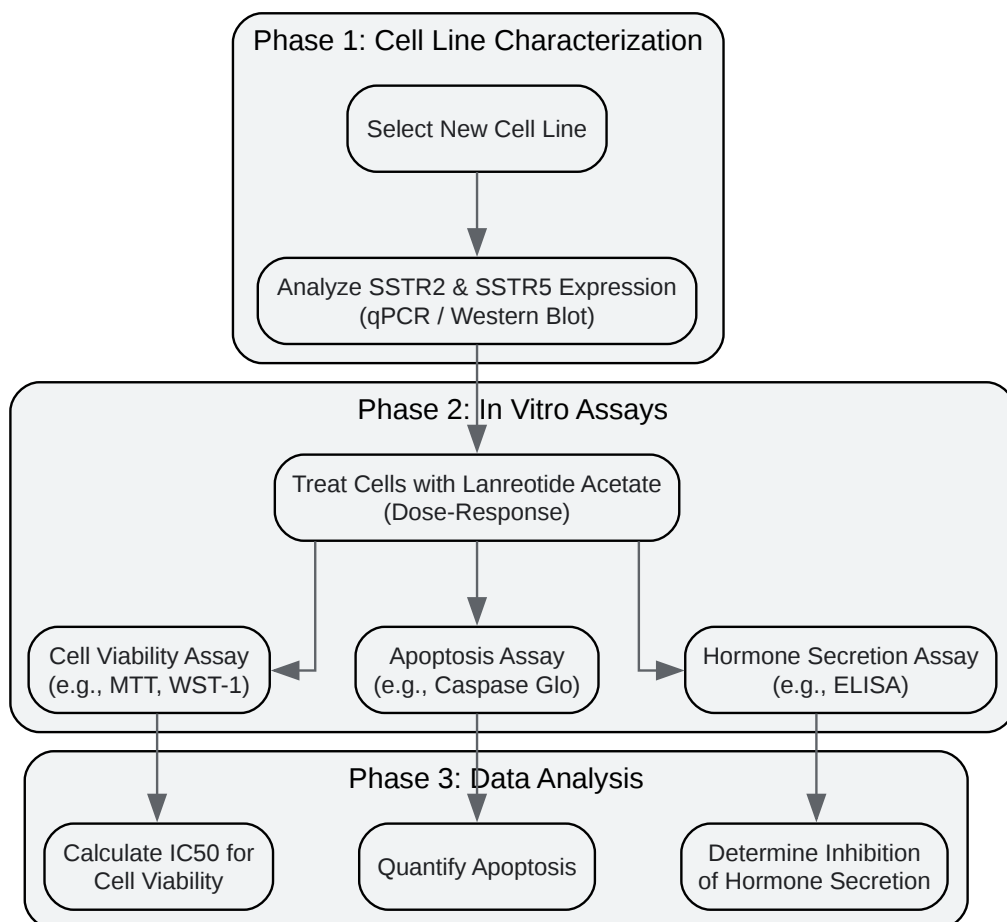 Phase 1: Cell Line Characterization
Select New Cell Line
Analyze SSTR2 & SSTR5 Expression
(qPCR / Western Blot)
Phase 2: In Vitro Assays
Treat Cells with Lanreotide Acetate
(Dose-Response)
Cell Viability Assay
(e.g., MTT, WST-1)
Apoptosis Assay
(e.g., Caspase Glo)
Hormone Secretion Assay
(e.g., ELISA)
Phase 3: Data Analysis
Calculate IC50 for
Cell Viability
Quantify Apoptosis
Determine Inhibition
of Hormone Secretion